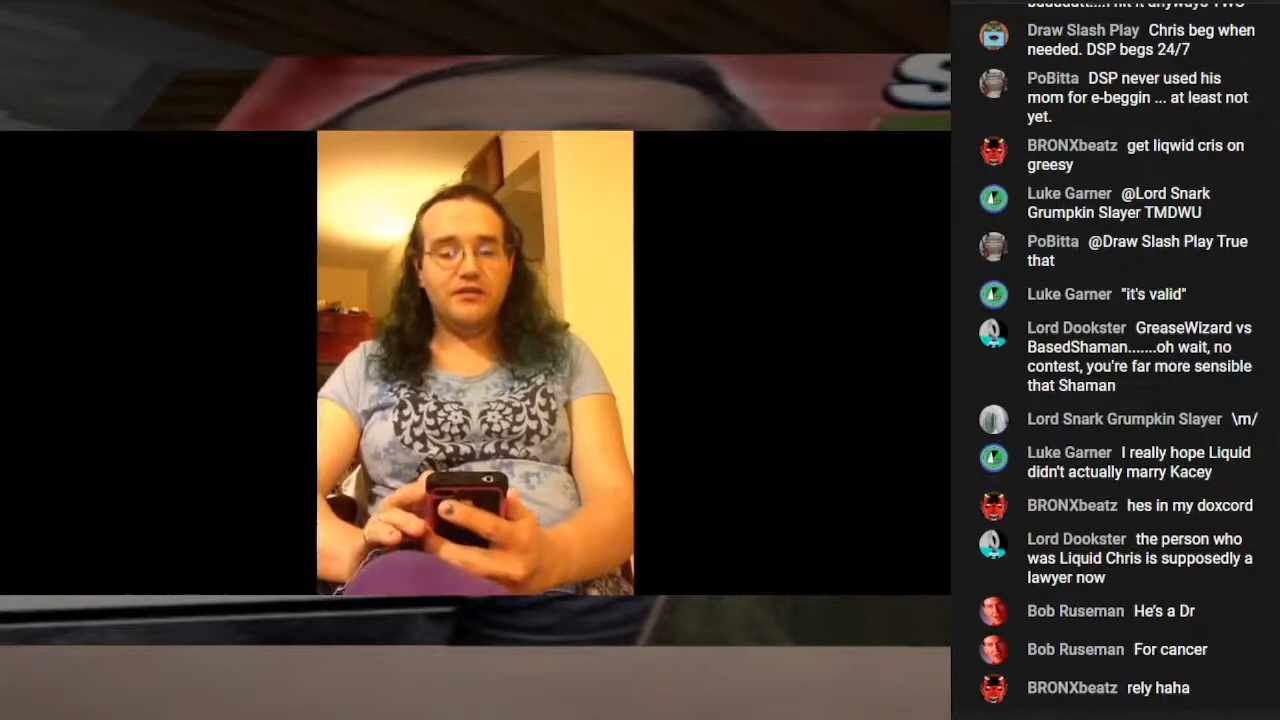 Draw Slash Play Chris beg when
needed. DSP begs 24/7
PoBitta DSP never used his
mom for e-beggin ... at least not
yet.
BRONXbeatz get liqwid cris on
greesy
Luke Garner @Lord Snark
Grumpkin Slayer TMDWU
PoBitta @Draw Slash Play True
that
Luke Garner "it's valid"
Lord Dookster GreaseWizard vs
BasedShaman.......oh wait, no
contest, you're far more sensible
that Shaman
Lord Snark Grumpkin Slayer \m/
Luke Garner I really hope Liquid
didn't actually marry Kacey
BRONXbeatz hes in my doxcord
Lord Dookster the person who
was Liquid Chris is supposedly a
lawyer now
Bob Ruseman He's a Dr
Bob Ruseman For cancer
BRONXbeatz rely haha